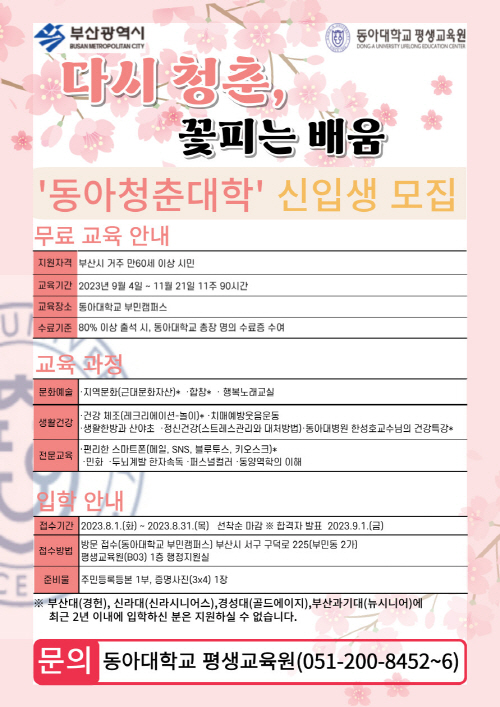 부산광역시
BUSAN METROPOLITAN CITY
동아대학교 평생교육원
DONG-A UNIVERSITY LIFELONG EDUCATION CENTER
다시 청춘,
꽃피는 배움
'동아청춘대학' 신입생 모집
무료 교육 안내
지원자격 부산시 거주 만60세 이상 시민
교육기간 2023년 9월 4일 ~ 11월 21일 11주 90시간
교육장소 동아대학교 부민캠퍼스
수료기준 80% 이상 출석 시, 동아대학교 총장 명의 수료증 수여
교육 과정
문화예술 ·지역문화(근대문화자산)* ·합창* · 행복노래교실
생활건강 ·건강 체조(레크리에이션-놀이)* ·치매예방웃음운동
·생활한방과 산야초 ·정신건강(스트레스관리와 대처방법)·동아대병원 한성호교수님의 건강특강*
전문교육 ·편리한 스마트폰(메일, SNS, 블루투스, 키오스크)*
·민화 ·두뇌계발 한자속독 ·퍼스널컬러 ·동양역학의 이해
입학 안내
접수기간 2023.8.1.(화) ~ 2023.8.31.(목) 선착순 마감 ※ 합격자 발표 2023.9.1.(금)
접수방법 방문 접수(동아대학교 부민캠퍼스) 부산시 서구 구덕로 225(부민동 2가)
평생교육원(B03) 1층 행정지원실
준비물 주민등록등본 1부, 증명사진(3x4) 1장
※ 부산대(경헌), 신라대(신라시니어스),경성대(골드에이지),부산과기대(뉴시니어)에
최근 2년 이내에 입학하신 분은 지원하실 수 없습니다.
문의 동아대학교 평생교육원(051-200-8452~6)